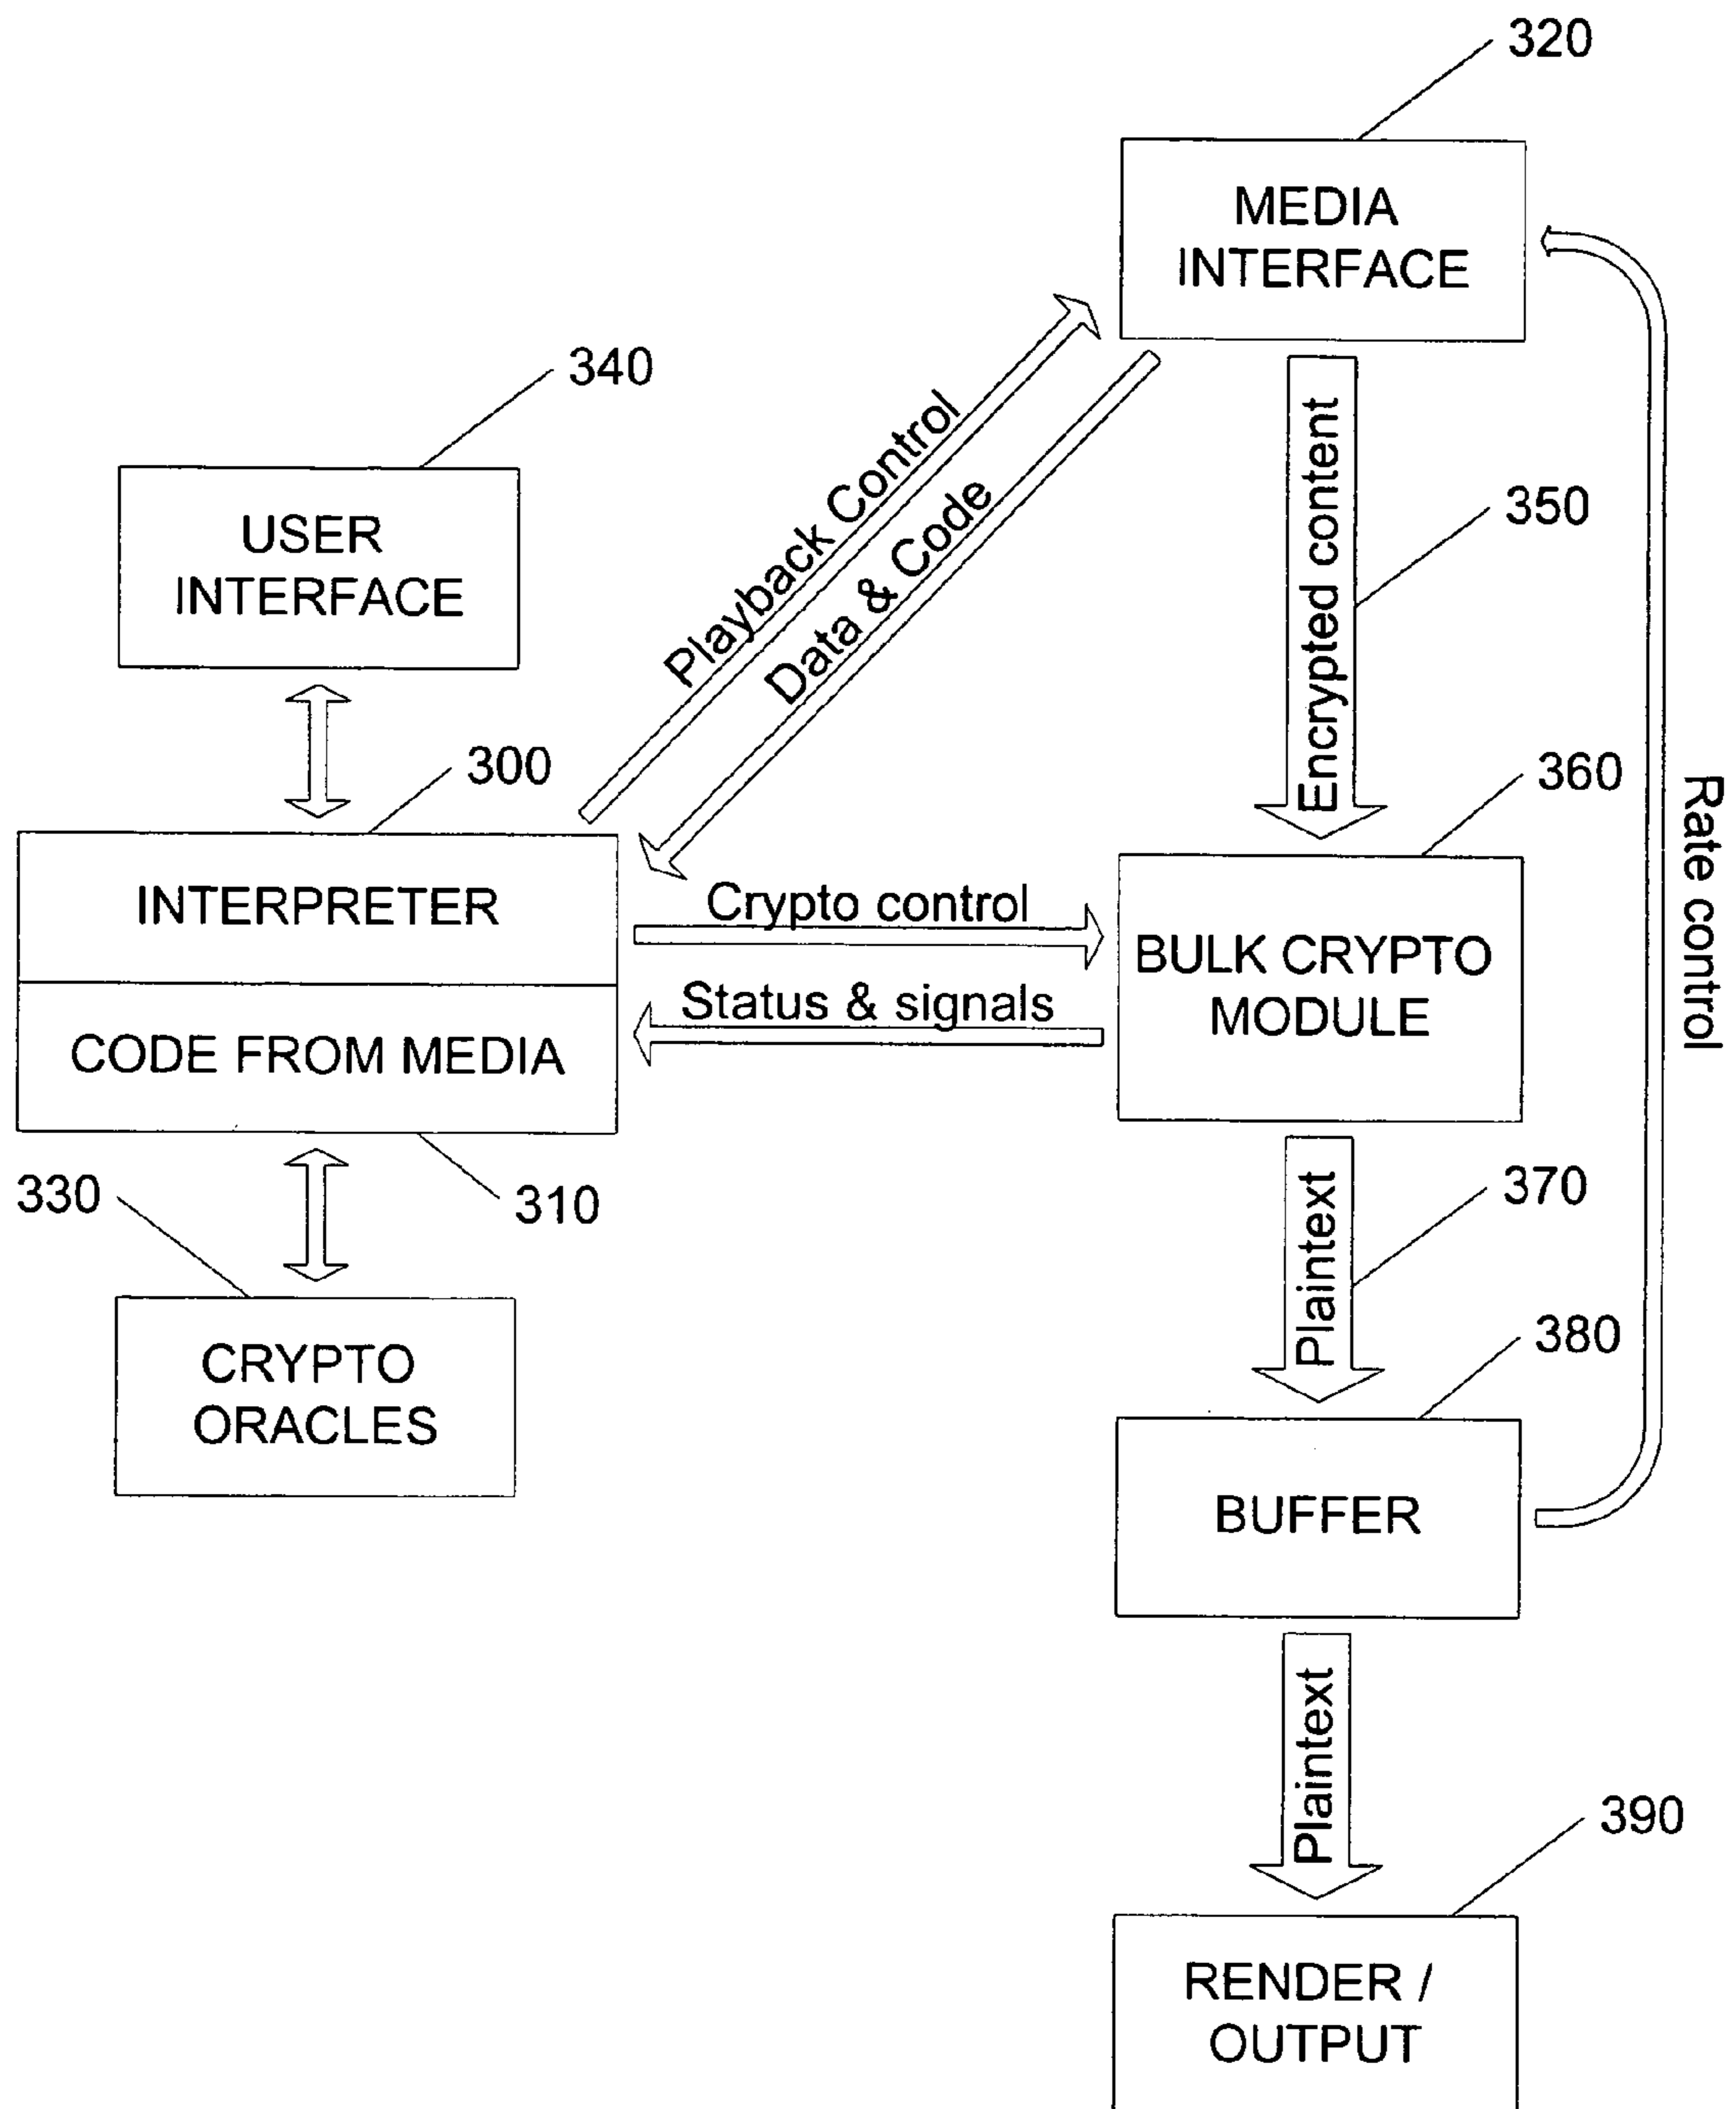 320
MEDIA
INTERFACE
340
USER
INTERFACE
Playback Control
Data & Code
Encrypted content
350
Rate control
300
360
INTERPRETER
CODE FROM MEDIA
Crypto control
Status & signals
BULK CRYPTO
MODULE
330
310
Plaintext
370
CRYPTO
ORACLES
380
BUFFER
Plaintext
390
RENDER /
OUTPUT